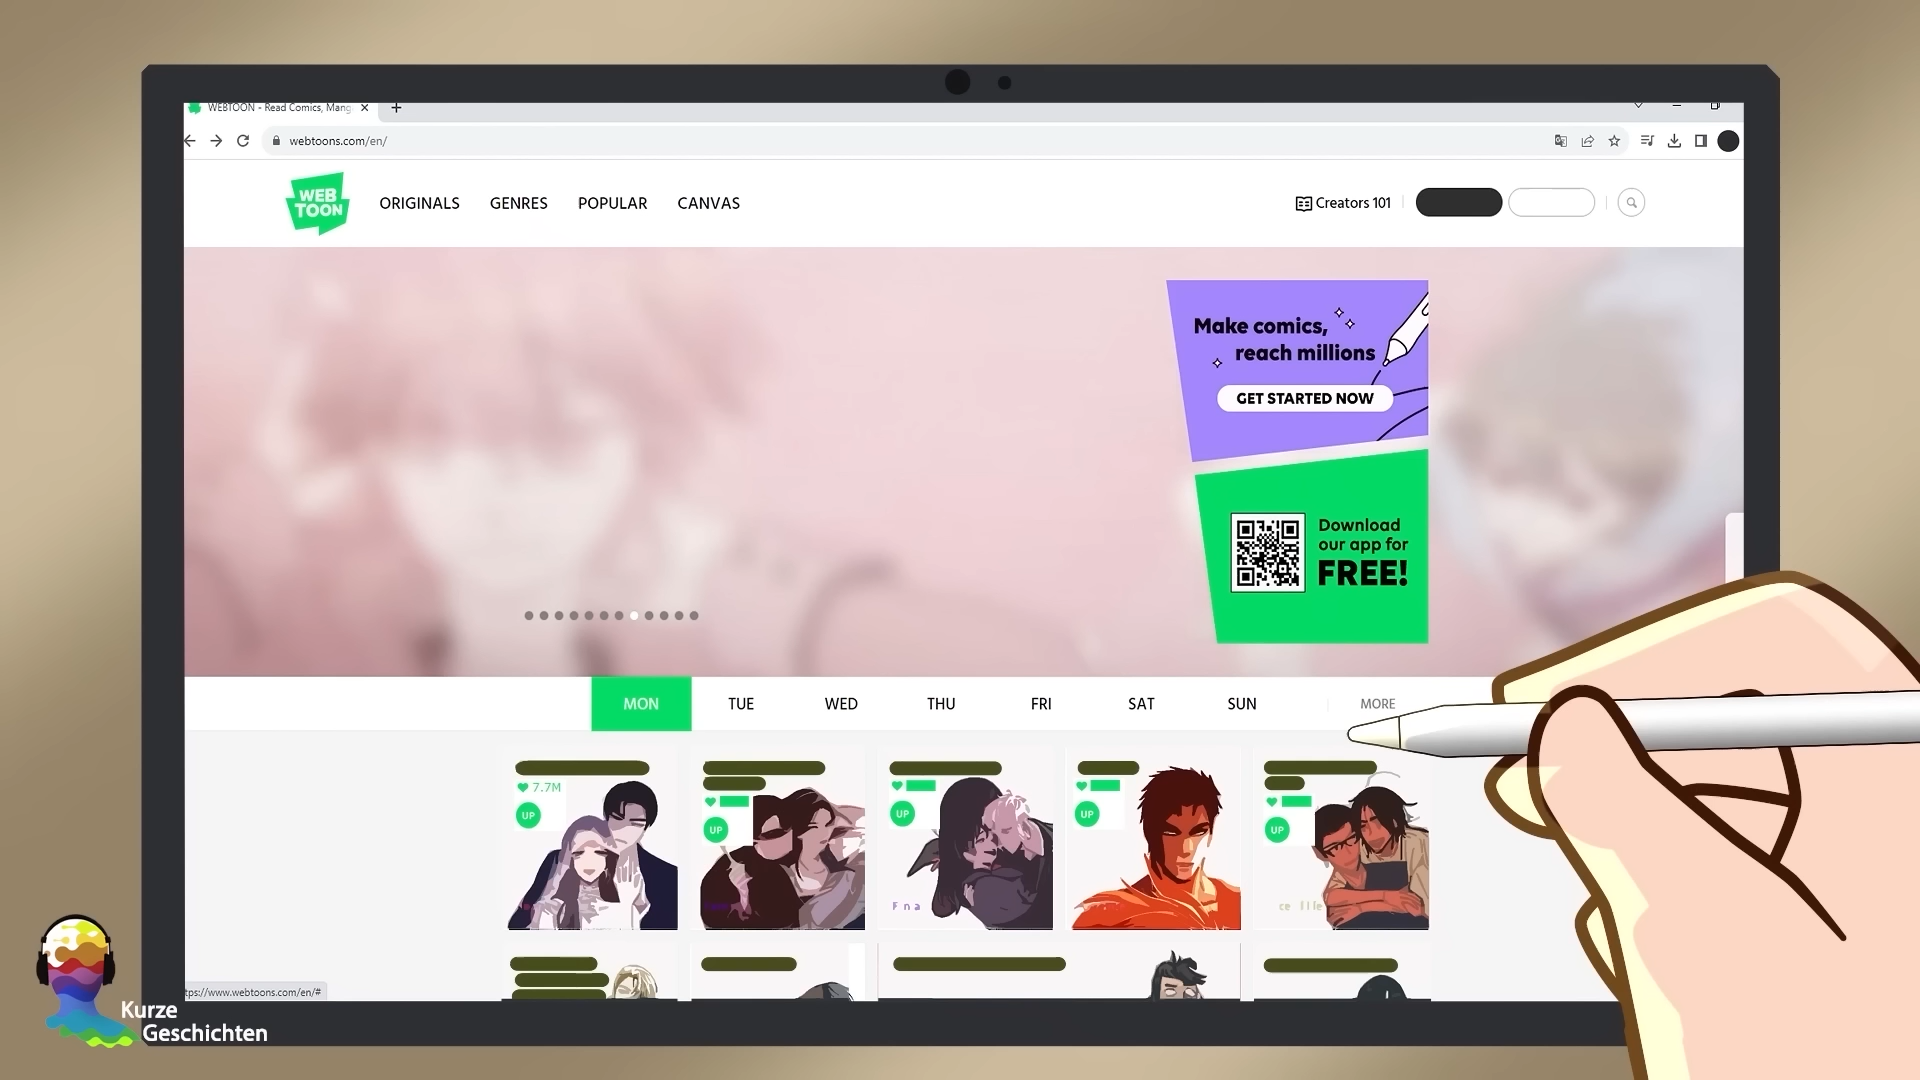 WEBTOON - Read Comics, Mang
webtoons.com/en/
WEB
TOON
ORIGINALS GENRES POPULAR CANVAS
Creators 101
Make comics,
reach millions
GET STARTED NOW
Download
our app for
FREE!
MON TUE WED THU FRI SAT SUN MORE
7.7M
UP UP UP UP UP
tps://www.webtoons.com/en/#
Kurze
Geschichten